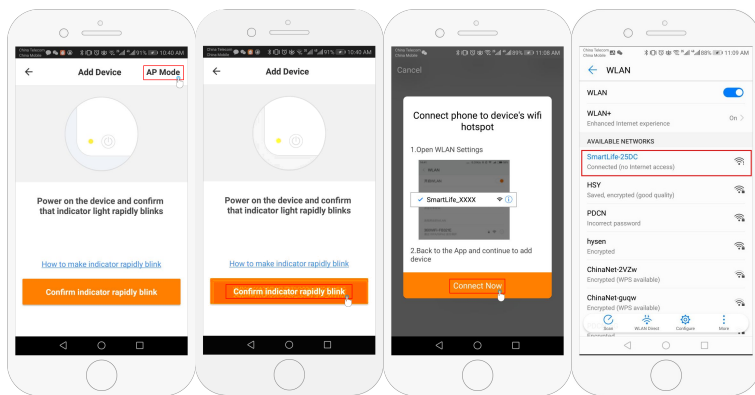 China Telecom
China Mobile
91% 10:40 AM
Add Device
AP Mode
Power on the device and confirm
that indicator light rapidly blinks
How to make indicator rapidly blink
Confirm indicator rapidly blink
China Telecom
China Mobile
91% 10:40 AM
Add Device
Power on the device and confirm
that indicator light rapidly blinks
How to make indicator rapidly blink
Confirm indicator rapidly blink
China Telecom
China Mobile
89% 11:08 AM
Cancel
Connect phone to device's wifi
hotspot
1.Open WLAN Settings
WLAN
SmartLife_XXXX
2.Back to the App and continue to add
device
Connect Now
China Telecom
China Mobile
88% 11:09 AM
WLAN
WLAN
WLAN+
Enhanced Internet experience
On
AVAILABLE NETWORKS
SmartLife-25DC
Connected (no Internet access)
HSY
Saved, encrypted (good quality)
PDCN
Incorrect password
hysen
Encrypted
ChinaNet-2VZw
Encrypted (WPS available)
ChinaNet-guqw
Encrypted (WPS available)
Scan
WLAN Direct
Configure
More